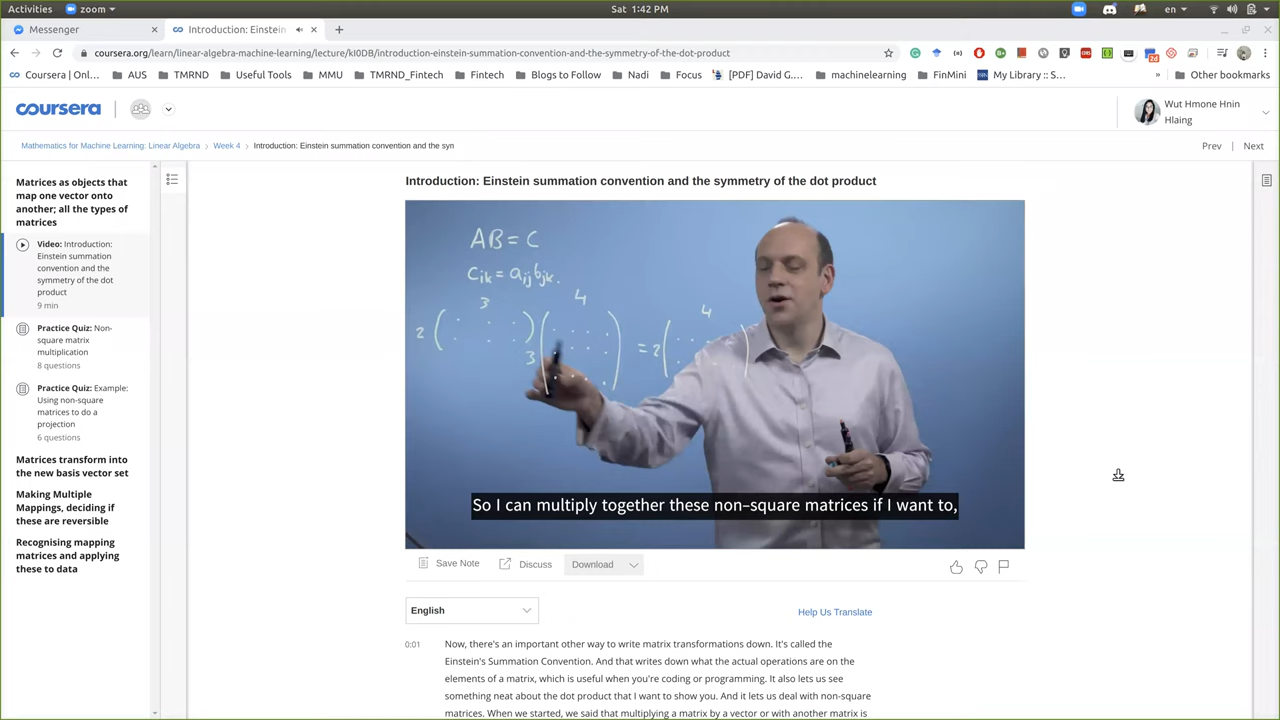 Activities
zoom
Sat 1:42 PM
en
Messenger
Introduction: Einstein
coursera.org/learn/linear-algebra-machine-learning/lecture/kI0DB/introduction-einstein-summation-convention-and-the-symmetry-of-the-dot-product
Coursera | Onl…
AUS
TMRND
Useful Tools
MMU
TMRND_Fintech
Fintech
Blogs to Follow
Nadi
Focus
[PDF] David G.…
machinelearning
FinMini
My Library :: S…
»
Other bookmarks
coursera
Wut Hmone Hnin
Hlaing
Mathematics for Machine Learning: Linear Algebra > Week 4 > Introduction: Einstein summation convention and the syn
Prev
Next
Matrices as objects that
map one vector onto
another; all the types of
matrices
Video: Introduction:
Einstein summation
convention and the
symmetry of the dot
product
9 min
Practice Quiz: Non-
square matrix
multiplication
8 questions
Practice Quiz: Example:
Using non-square
matrices to do a
projection
6 questions
Matrices transform into
the new basis vector set
Making Multiple
Mappings, deciding if
these are reversible
Recognising mapping
matrices and applying
these to data
Introduction: Einstein summation convention and the symmetry of the dot product
AB = C
cik = aij bjk.
3
4
4
2
3
= 2
So I can multiply together these non-square matrices if I want to,
Save Note
Discuss
Download
English
Help Us Translate
0:01
Now, there's an important other way to write matrix transformations down. It's called the
Einstein's Summation Convention. And that writes down what the actual operations are on the
elements of a matrix, which is useful when you're coding or programming. It also lets us see
something neat about the dot product that I want to show you. And it lets us deal with non-square
matrices. When we started, we said that multiplying a matrix by a vector or with another matrix is